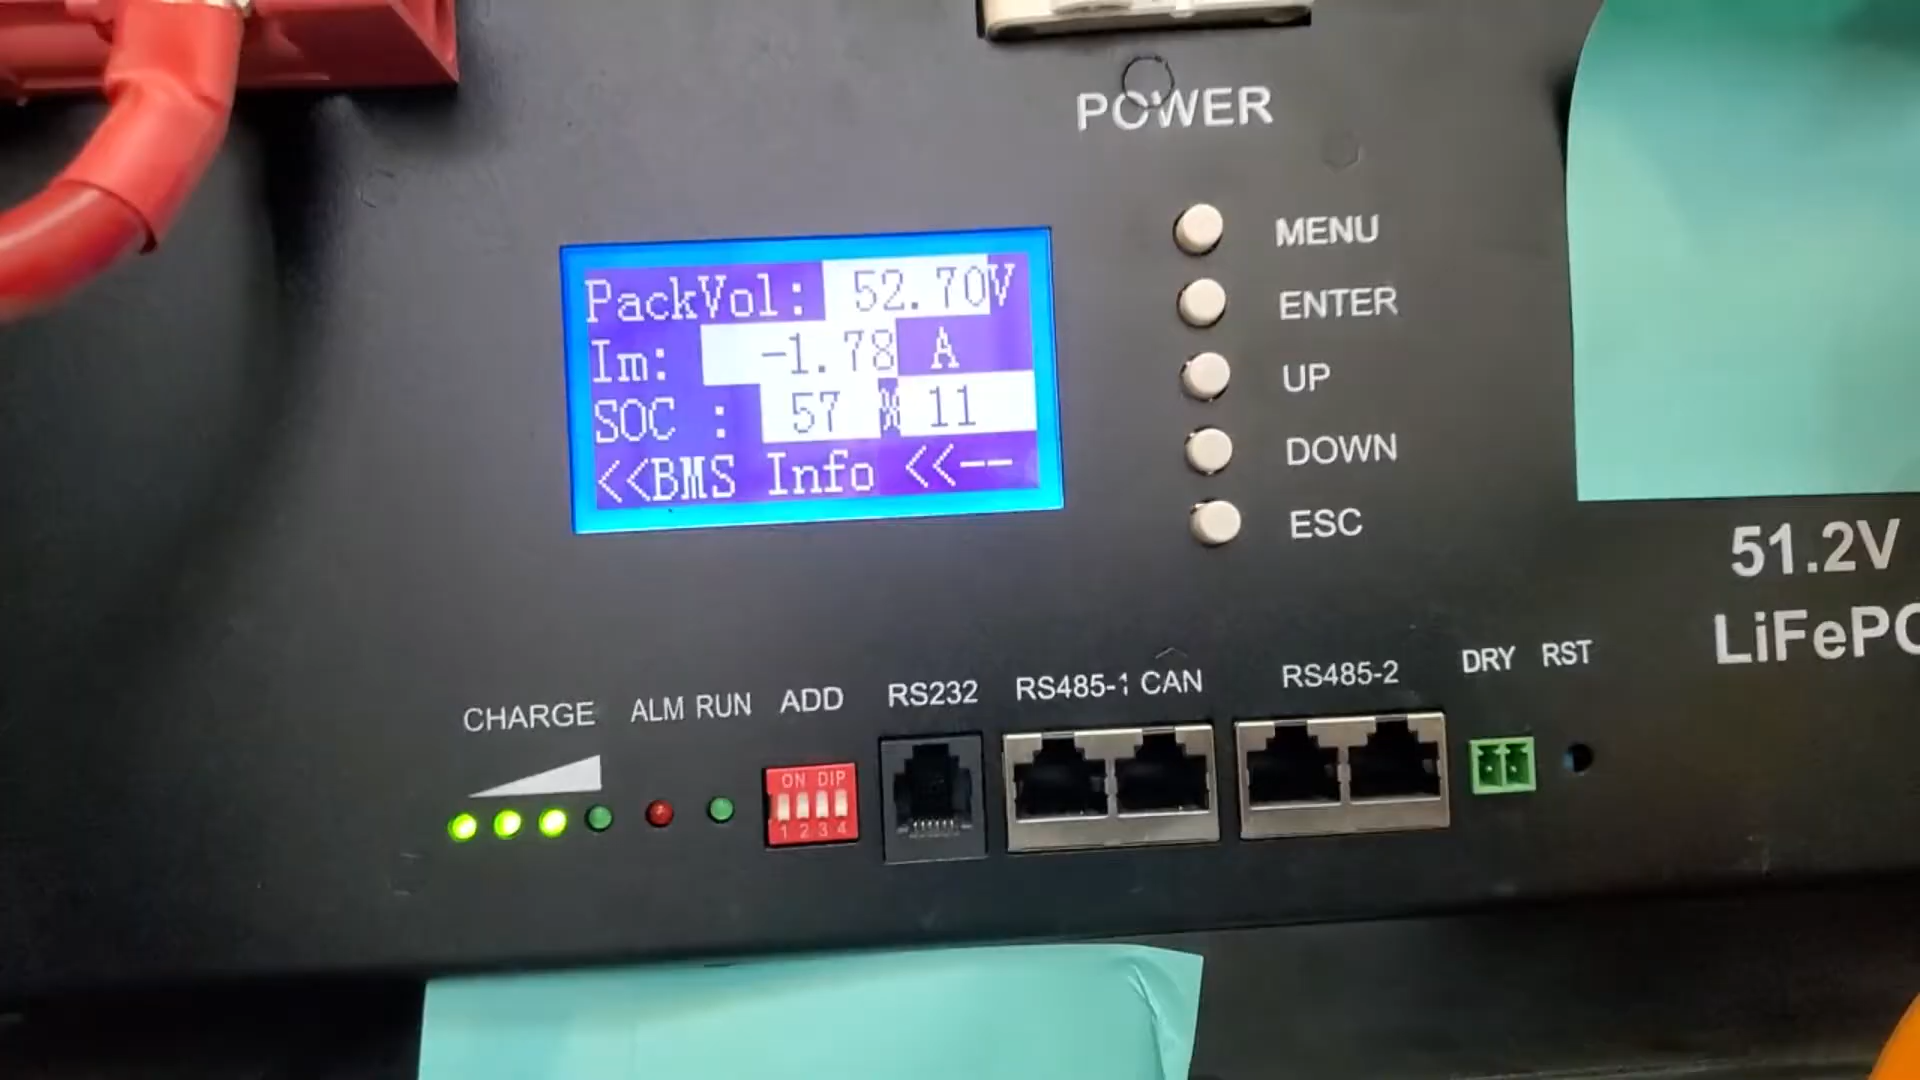 POWER
PackVol: 52.70V
Im: -1.78 A
SOC : 57 % 11
<<BMS Info <<--
MENU
ENTER
UP
DOWN
ESC
51.2V
LiFePO
CHARGE
ALM RUN
ADD
RS232
RS485-1 CAN
RS485-2
DRY
RST
ON DIP
1 2 3 4